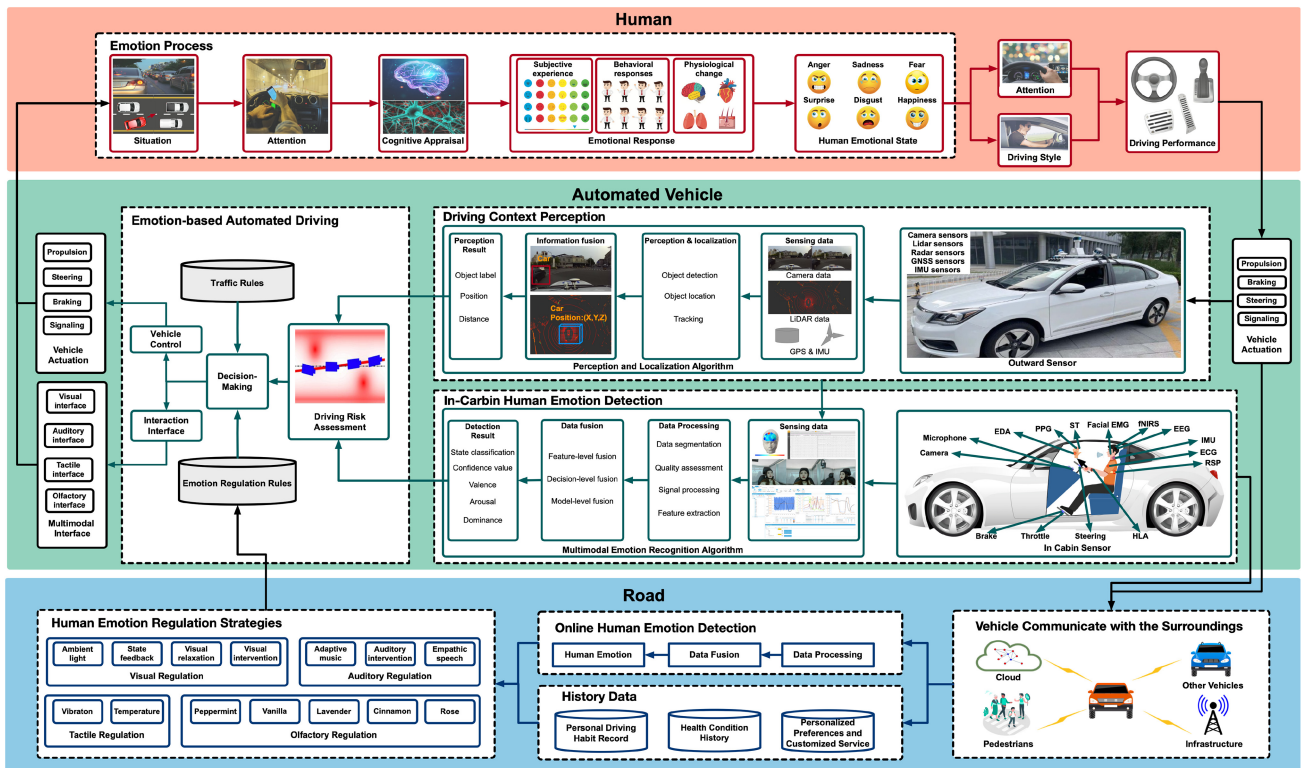 Human
Emotion Process
Situation
Attention
Cognitive Appraisal
Subjective
experience
Behavioral
responses
Physiological
change
Emotional Response
Anger
Sadness
Fear
Surprise
Disgust
Happiness
Human Emotional State
Attention
Driving Style
Driving Performance
Automated Vehicle
Propulsion
Steering
Braking
Signaling
Vehicle
Actuation
Visual
interface
Auditory
interface
Tactile
interface
Olfactory
interface
Multimodal
Interface
Emotion-based Automated Driving
Traffic Rules
Vehicle
Control
Decision-
Making
Interaction
Interface
Driving Risk
Assessment
Emotion Regulation Rules
Driving Context Perception
Perception
Result
Object label
Position
Distance
Information fusion
Car
Position:(X,Y,Z)
Perception & localization
Object detection
Object location
Tracking
Sensing data
Camera data
LiDAR data
GPS & IMU
Perception and Localization Algorithm
Camera sensors
Lidar sensors
Radar sensors
GNSS sensors
IMU sensors
Outward Sensor
Propulsion
Braking
Steering
Signaling
Vehicle
Actuation
In-Carbin Human Emotion Detection
Detection
Result
State classification
Confidence value
Valence
Arousal
Dominance
Data fusion
Feature-level fusion
Decision-level fusion
Model-level fusion
Data Processing
Data segmentation
Quality assessment
Signal processing
Feature extraction
Sensing data
Multimodal Emotion Recognition Algorithm
Microphone
Camera
EDA
PPG
ST
Facial EMG
fNIRS
EEG
IMU
ECG
RSP
Brake
Throttle
Steering
HLA
In Cabin Sensor
Road
Human Emotion Regulation Strategies
Ambient
light
State
feedback
Visual
relaxation
Visual
intervention
Visual Regulation
Adaptive
music
Auditory
intervention
Empathic
speech
Auditory Regulation
Vibraton
Temperature
Tactile Regulation
Peppermint
Vanilla
Lavender
Cinnamon
Rose
Olfactory Regulation
Online Human Emotion Detection
Human Emotion
Data Fusion
Data Processing
History Data
Personal Driving
Habit Record
Health Condition
History
Personalized
Preferences and
Customized Service
Vehicle Communicate with the Surroundings
Cloud
Other Vehicles
Pedestrians
Infrastructure